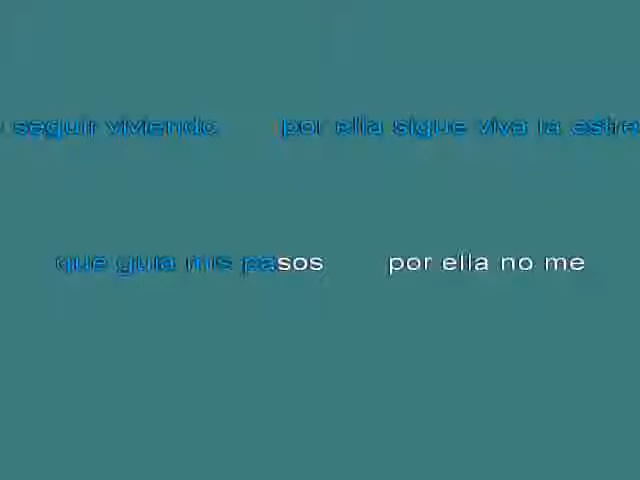 seguir viviendo por ella sigue viva la estre
que guia mis pasos por ella no me